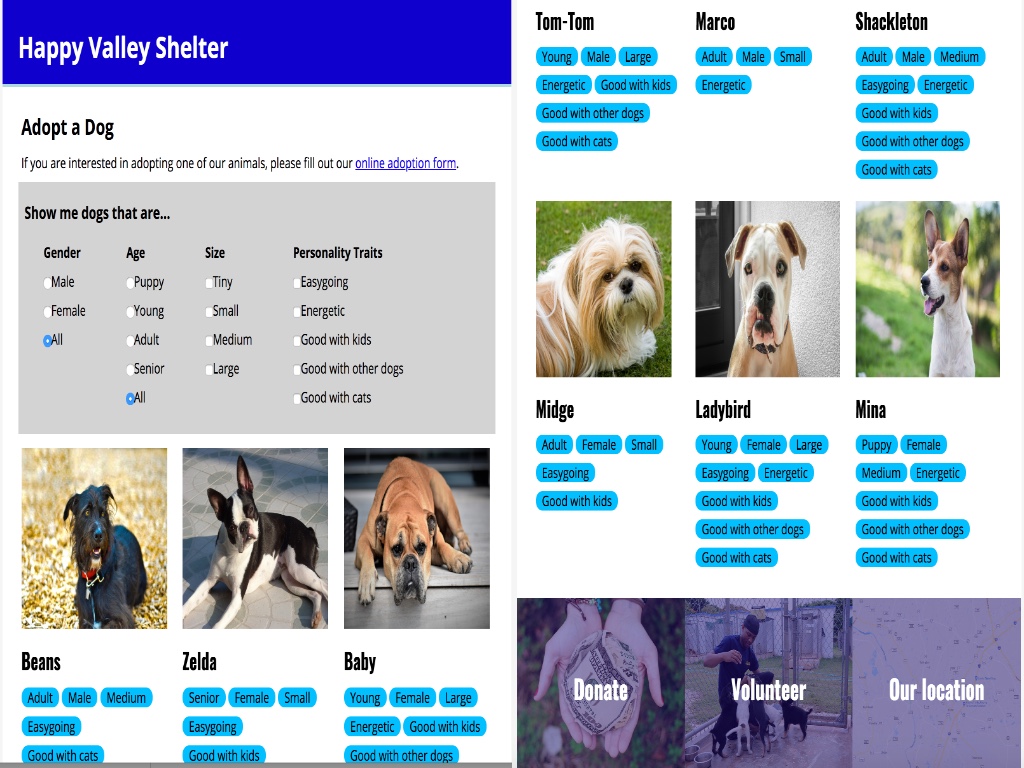 Happy Valley Shelter
Adopt a Dog
If you are interested in adopting one of our animals, please fill out our online adoption form.
Show me dogs that are...
Gender Age Size Personality Traits
Male Puppy Tiny Easygoing
Female Young Small Energetic
All Adult Medium Good with kids
Senior Large Good with other dogs
All Good with cats
Beans Zelda Baby
Adult Male Medium Senior Female Small Young Female Large
Easygoing Easygoing Energetic Good with kids
Good with cats Good with kids Good with other dogs
Tom-Tom Marco Shackleton
Young Male Large Adult Male Small Adult Male Medium
Energetic Good with kids Energetic Easygoing Energetic
Good with other dogs Good with kids
Good with cats Good with other dogs
Good with cats
Midge Ladybird Mina
Adult Female Small Young Female Large Puppy Female
Easygoing Easygoing Energetic Medium Energetic
Good with kids Good with kids Good with kids
Good with other dogs Good with other dogs
Good with cats Good with cats
Donate Volunteer Our location